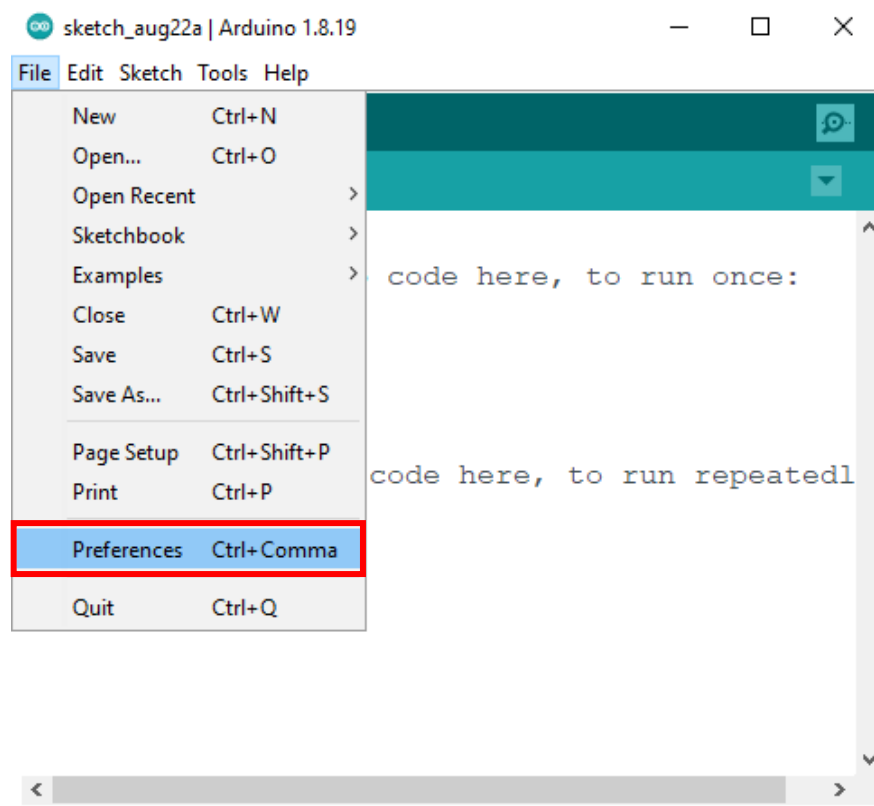 sketch_aug22a | Arduino 1.8.19
File Edit Sketch Tools Help
New Ctrl+N
Open... Ctrl+O
Open Recent
Sketchbook
Examples
code here, to run once:
Close Ctrl+W
Save Ctrl+S
Save As... Ctrl+Shift+S
Page Setup Ctrl+Shift+P
code here, to run repeatedl
Print Ctrl+P
Preferences Ctrl+Comma
Quit Ctrl+Q